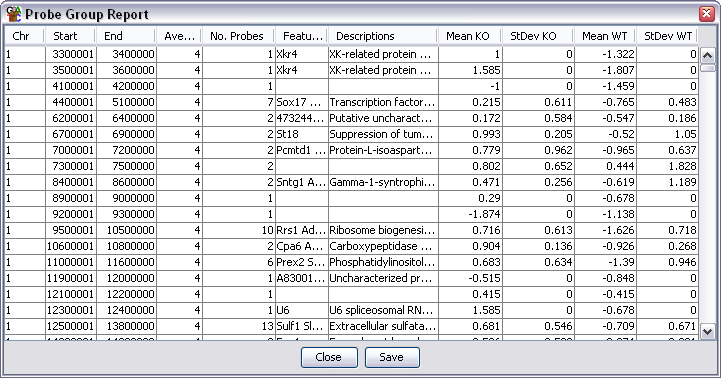 Probe Group Report
Chr Start End Ave... No. Probes Featu... Descriptions Mean KO StDev KO Mean WT StDev WT
1 3300001 3400000 4 1 Xkr4 XK-related protein ... 1 0 -1.322 0
1 3500001 3600000 4 1 Xkr4 XK-related protein ... 1.585 0 -1.807 0
1 4100001 4200000 4 1 -1 0 -1.459 0
1 4400001 5100000 4 7 Sox17 ... Transcription factor... 0.215 0.611 -0.765 0.483
1 6200001 6400000 4 2 473244... Putative uncharact... 0.172 0.584 -0.547 0.186
1 6700001 6900000 4 2 St18 Suppression of tum... 0.993 0.205 -0.52 1.05
1 7000001 7200000 4 2 Pcmtd1 ... Protein-L-isoaspart... 0.779 0.962 -0.965 0.637
1 7300001 7500000 4 2 0.802 0.652 0.444 1.828
1 8400001 8600000 4 2 Sntg1 A... Gamma-1-syntrophi... 0.471 0.256 -0.619 1.189
1 8900001 9000000 4 1 0.29 0 -0.678 0
1 9200001 9300000 4 1 -1.874 0 -1.138 0
1 9500001 10500000 4 10 Rrs1 Ad... Ribosome biogenesi... 0.716 0.613 -1.626 0.718
1 10600001 10800000 4 2 Cpa6 A... Carboxypeptidase ... 0.904 0.136 -0.926 0.268
1 11000001 11600000 4 6 Prex2 S... Phosphatidylinositol... 0.683 0.634 -1.39 0.946
1 11900001 12000000 4 1 A83001... Uncharacterized pr... -0.515 0 -0.848 0
1 12100001 12200000 4 1 0.415 0 -0.415 0
1 12300001 12400000 4 1 U6 U6 spliceosomal RN... 1.585 0 -0.678 0
1 12500001 13800000 4 13 Sulf1 Sl... Extracellular sulfata... 0.681 0.546 -0.709 0.671
Close Save